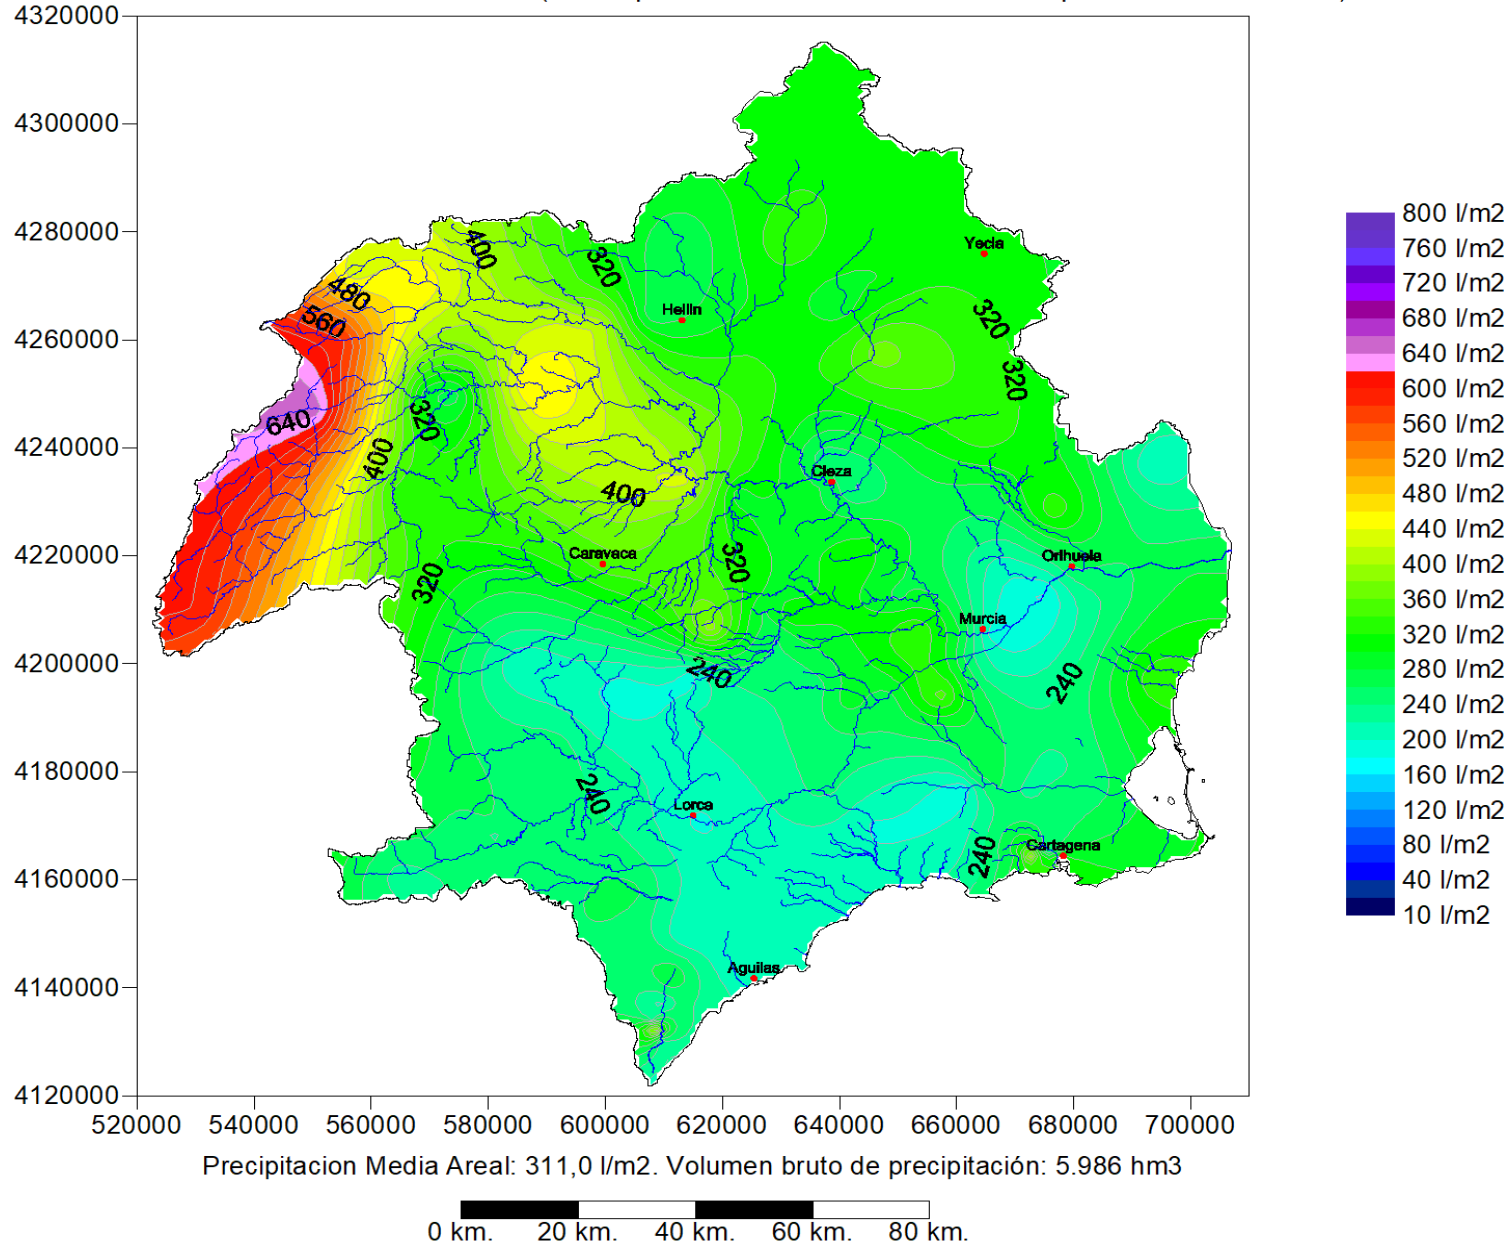 4320000
4300000
4280000
4260000
4240000
4220000
4200000
4180000
4160000
4140000
4120000
520000 540000 560000 580000 600000 620000 640000 660000 680000 700000
400
320
480
560
640
320
400
400
320
320
320
320
240
240
240
240
Yecla
Hellin
Cieza
Caravaca
Orihuela
Murcia
Lorca
Cartagena
Aguilas
800 l/m2
760 l/m2
720 l/m2
680 l/m2
640 l/m2
600 l/m2
560 l/m2
520 l/m2
480 l/m2
440 l/m2
400 l/m2
360 l/m2
320 l/m2
280 l/m2
240 l/m2
200 l/m2
160 l/m2
120 l/m2
80 l/m2
40 l/m2
10 l/m2
Precipitacion Media Areal: 311,0 l/m2. Volumen bruto de precipitación: 5.986 hm3
0 km. 20 km. 40 km. 60 km. 80 km.